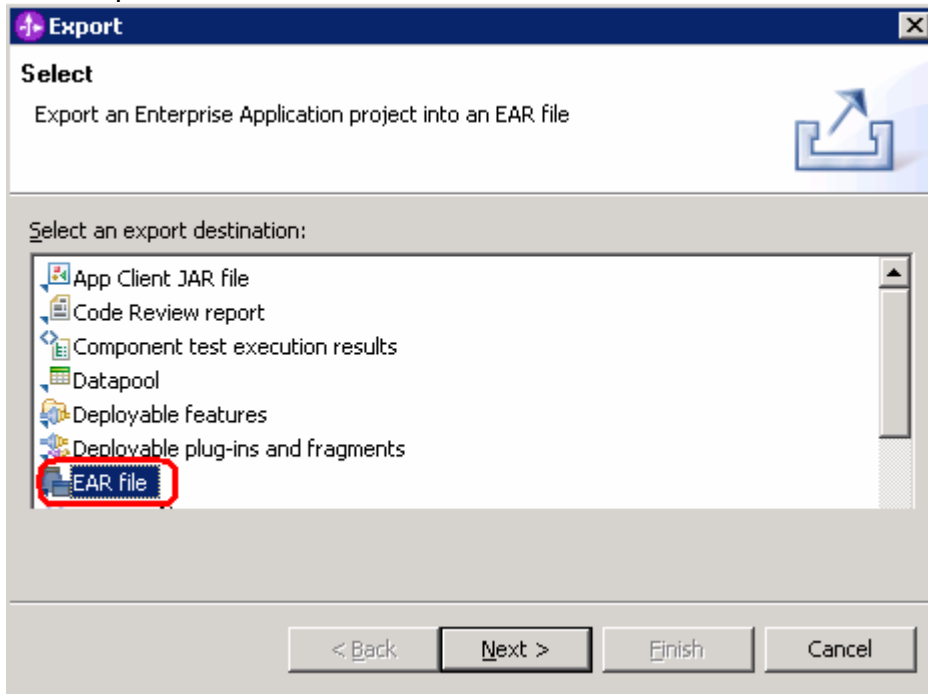 Export
Select
Export an Enterprise Application project into an EAR file
Select an export destination:
App Client JAR file
Code Review report
Component test execution results
Datapool
Deployable features
Deployable plug-ins and fragments
EAR file
< Back Next > Finish Cancel